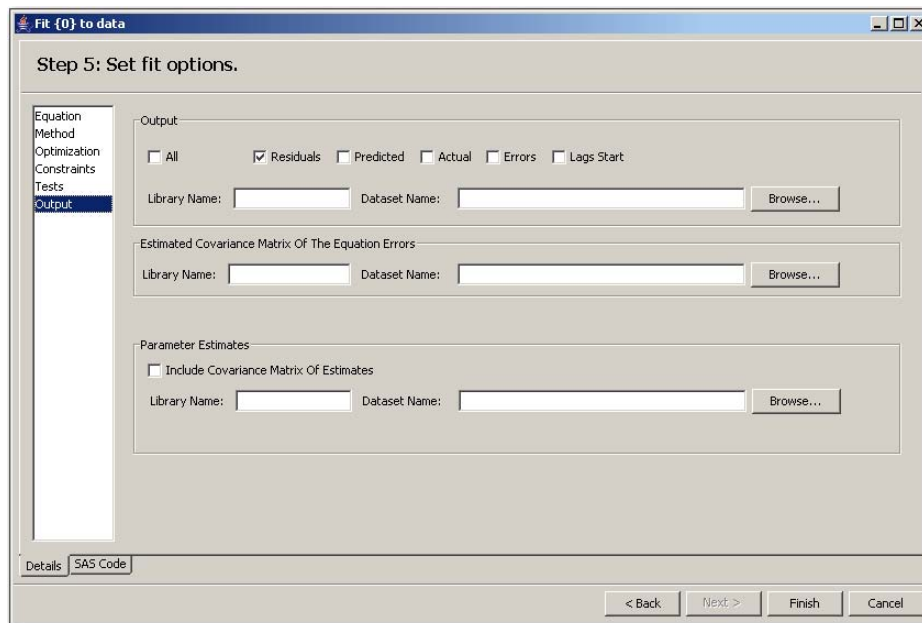 Fit {0} to data
Step 5: Set fit options.
Equation
Method
Optimization
Constraints
Tests
Output
Output
All Residuals Predicted Actual Errors Lags Start
Library Name: Dataset Name: Browse...
Estimated Covariance Matrix Of The Equation Errors
Library Name: Dataset Name: Browse...
Parameter Estimates
Include Covariance Matrix Of Estimates
Library Name: Dataset Name: Browse...
Details SAS Code
< Back Next > Finish Cancel